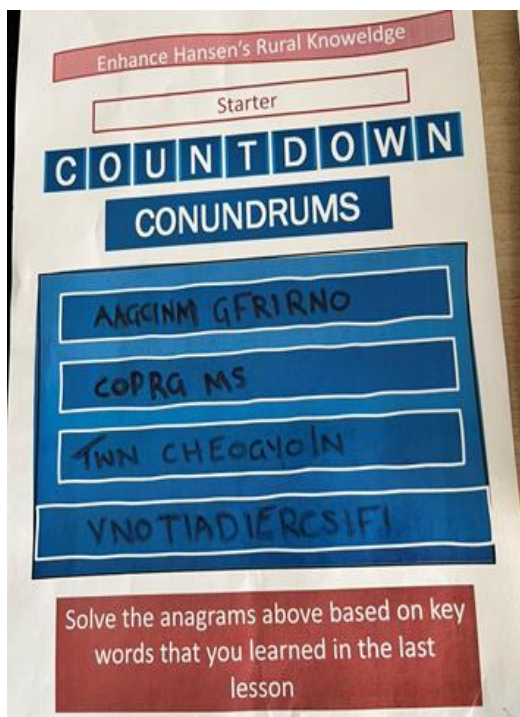 Enhance Hansen's Rural Knoweldge
Starter
COUNTDOWN
CONUNDRUMS
AAGCINM GFRIRNO
COPRG MS
TWN CHEOGYOLN
VNOTIADIERCSIFI
Solve the anagrams above based on key
words that you learned in the last
lesson